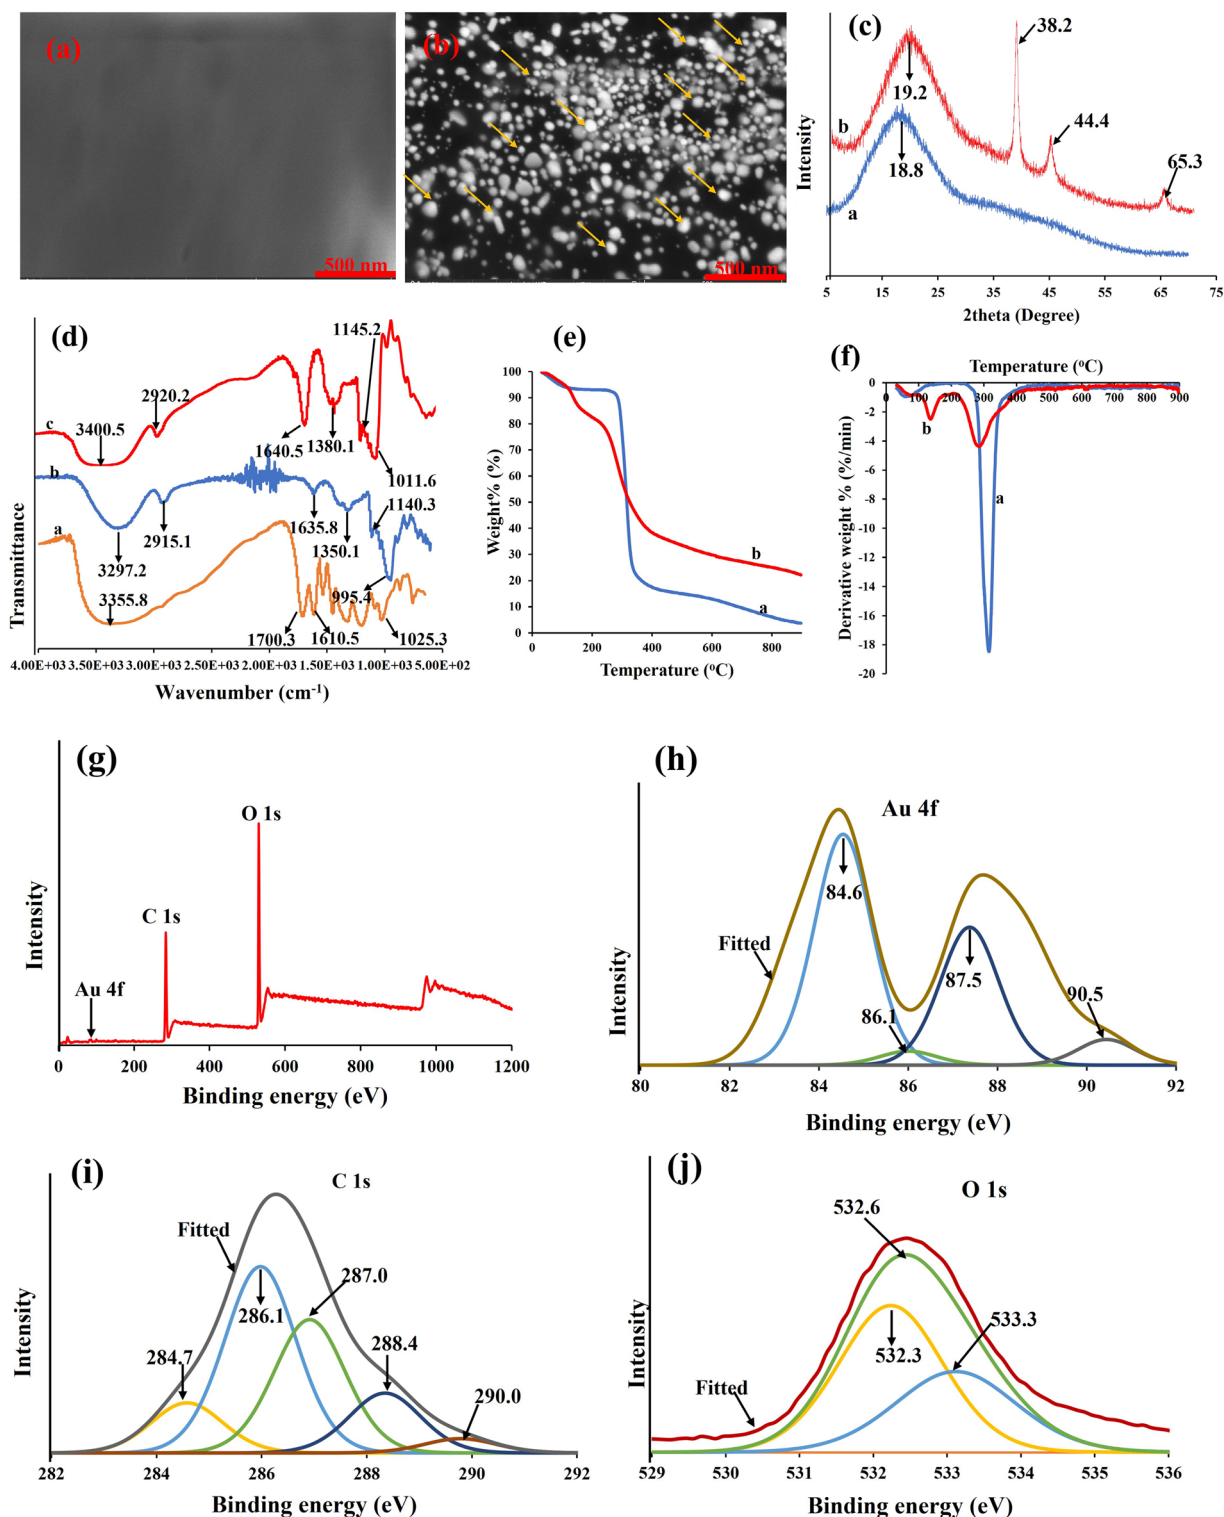 (a)
500 nm
(b)
500 nm
(c)
38.2
19.2
44.4
65.3
18.8
b
a
Intensity
5 15 25 35 45 55 65 75
2theta (Degree)
(d)
1145.2
2920.2
3400.5
c
1640.5
1380.1
1011.6
b
1140.3
1635.8
1350.1
2915.1
a
3297.2
995.4
3355.8
1700.3
1610.5
1025.3
Transmittance
4.00E+03 3.50E+03 3.00E+03 2.50E+03 2.00E+03 1.50E+03 1.00E+03 5.00E+02
Wavenumber (cm-1)
(e)
100
90
80
70
60
50
40
30
20
10
0
b
a
Weight% (%)
0 200 400 600 800
Temperature (oC)
(f)
Temperature (oC)
0 100 200 300 400 500 600 700 800 900
0
-2
-4
-6
-8
-10
-12
-14
-16
-18
-20
b
a
Derivative weight % (%/min)
(g)
O 1s
C 1s
Au 4f
Intensity
0 200 400 600 800 1000 1200
Binding energy (eV)
(h)
Au 4f
84.6
Fitted
87.5
86.1
90.5
Intensity
80 82 84 86 88 90 92
Binding energy (eV)
(i)
C 1s
Fitted
287.0
286.1
284.7
288.4
290.0
Intensity
282 284 286 288 290 292
Binding energy (eV)
(j)
O 1s
532.6
533.3
532.3
Fitted
Intensity
529 530 531 532 533 534 535 536
Binding energy (eV)